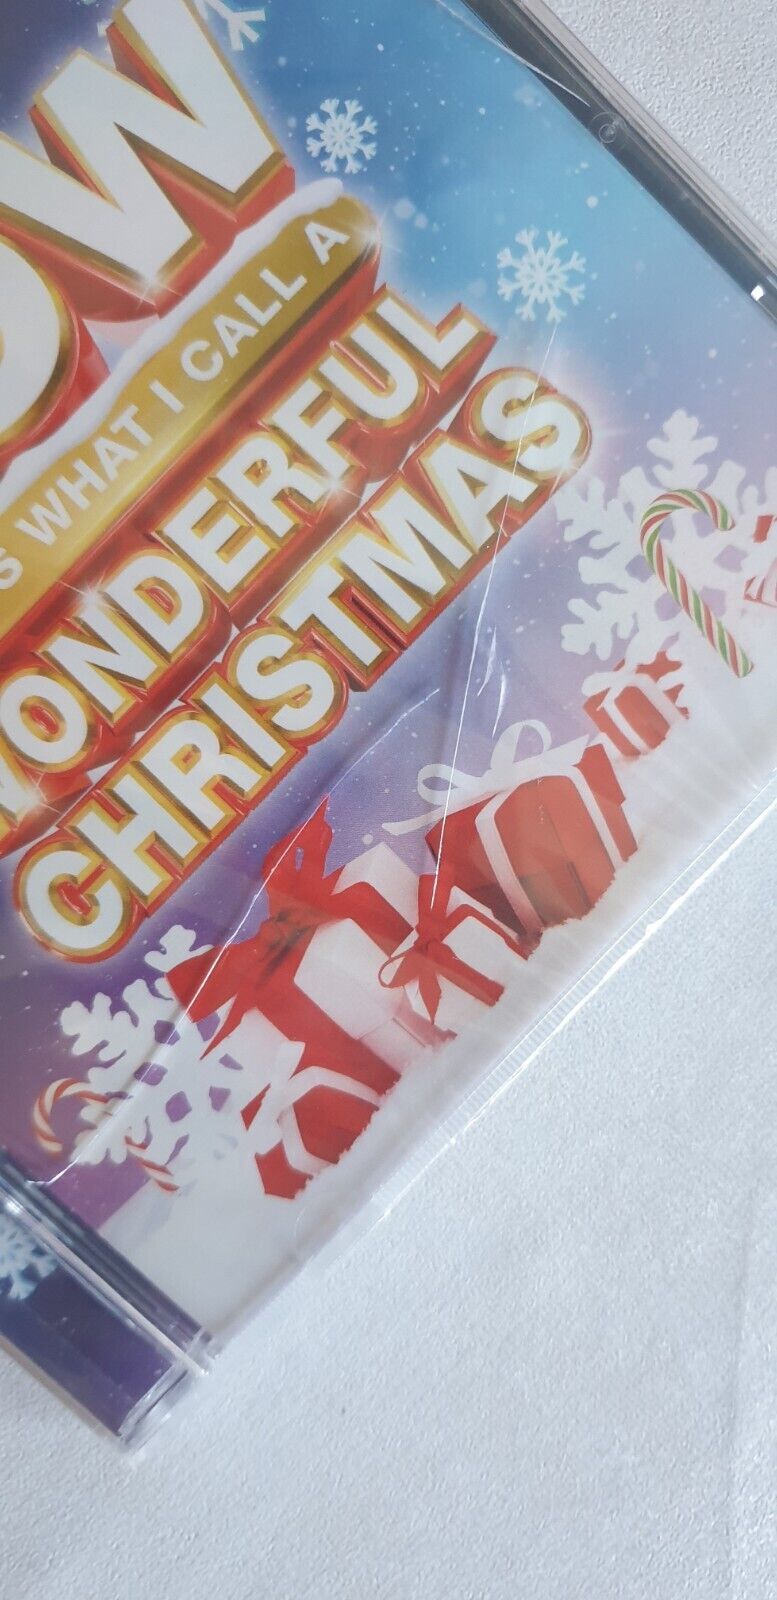 OW
S WHAT I CALL A
WONDERFUL
CHRISTMAS